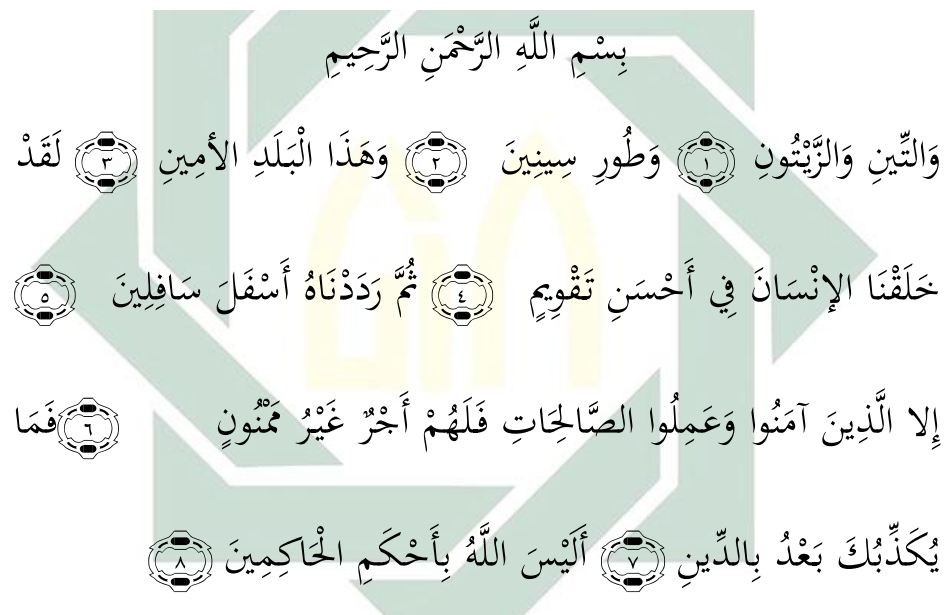 بِسْمِ اللَّهِ الرَّحْمَنِ الرَّحِيمِ
وَالتِّينِ وَالزَّيْتُونِ ١ وَطُورِ سِينِينَ ٢ وَهَذَا الْبَلَدِ الأمِينِ ٣ لَقَدْ
خَلَقْنَا الإنْسَانَ فِي أَحْسَنِ تَقْوِيمٍ ٤ ثُمَّ رَدَدْنَاهُ أَسْفَلَ سَافِلِينَ ٥
إِلا الَّذِينَ آمَنُوا وَعَمِلُوا الصَّالِحَاتِ فَلَهُمْ أَجْرٌ غَيْرُ مَمْنُونٍ ٦ فَمَا
يُكَذِّبُكَ بَعْدُ بِالدِّينِ ٧ أَلَيْسَ اللَّهُ بِأَحْكَمِ الْحَاكِمِينَ ٨